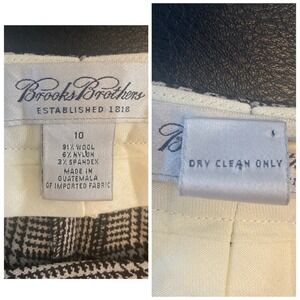 Brooks Brothers
ESTABLISHED 1818
10
91% WOOL
6% NYLON
3% SPANDEX
MADE IN
GUATEMALA
OF IMPORTED FABRIC
DRY CLEAN ONLY